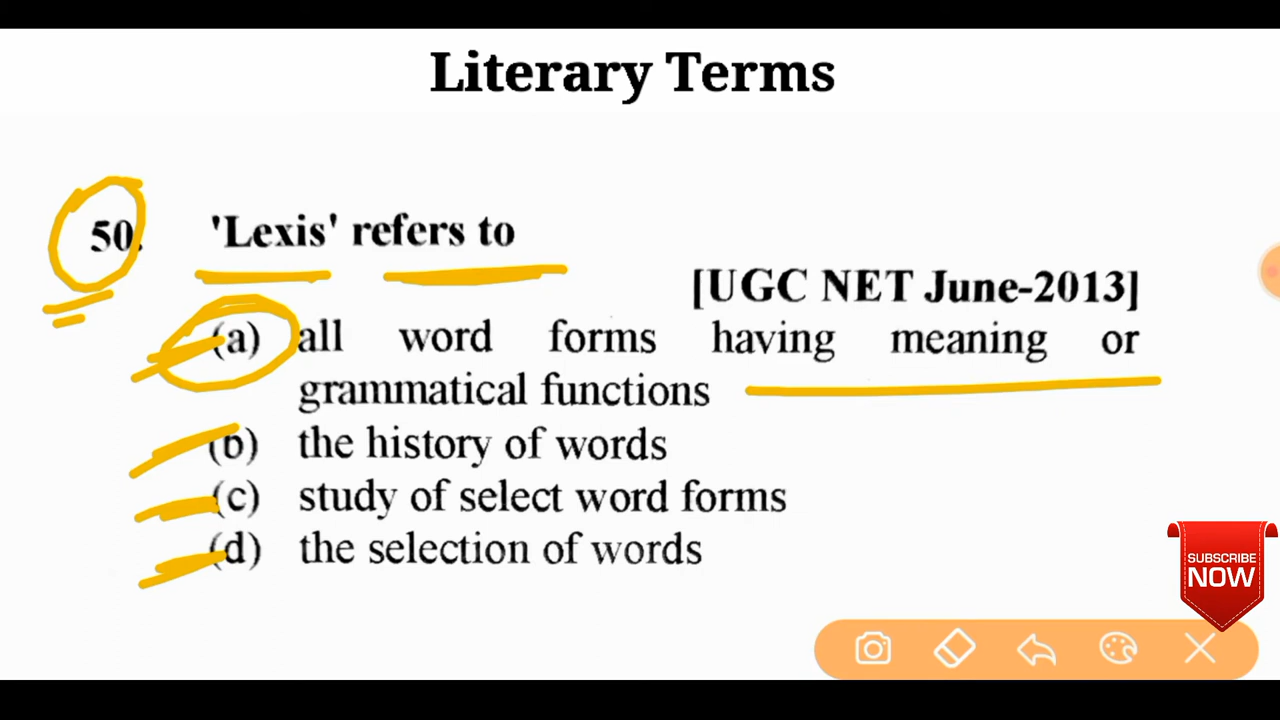 Literary Terms
50. 'Lexis' refers to
[UGC NET June-2013]
(a) all word forms having meaning or
grammatical functions
(b) the history of words
(c) study of select word forms
(d) the selection of words
SUBSCRIBE
NOW